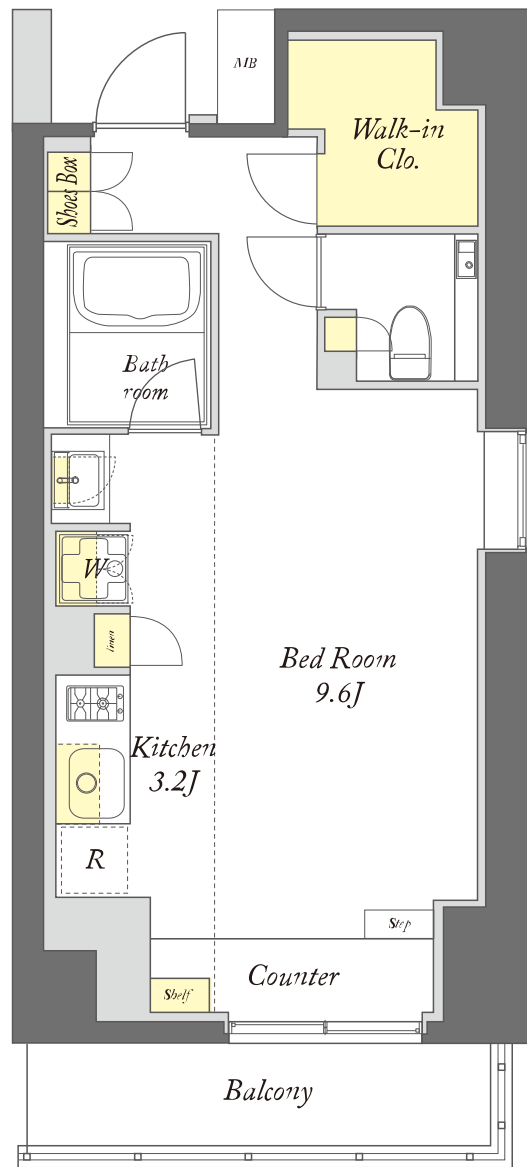 MB
Walk-in
Clo.
Shoes Box
Bath
room
W
Linen
Bed Room
9.6J
Kitchen
3.2J
R
Step
Counter
Shelf
Balcony